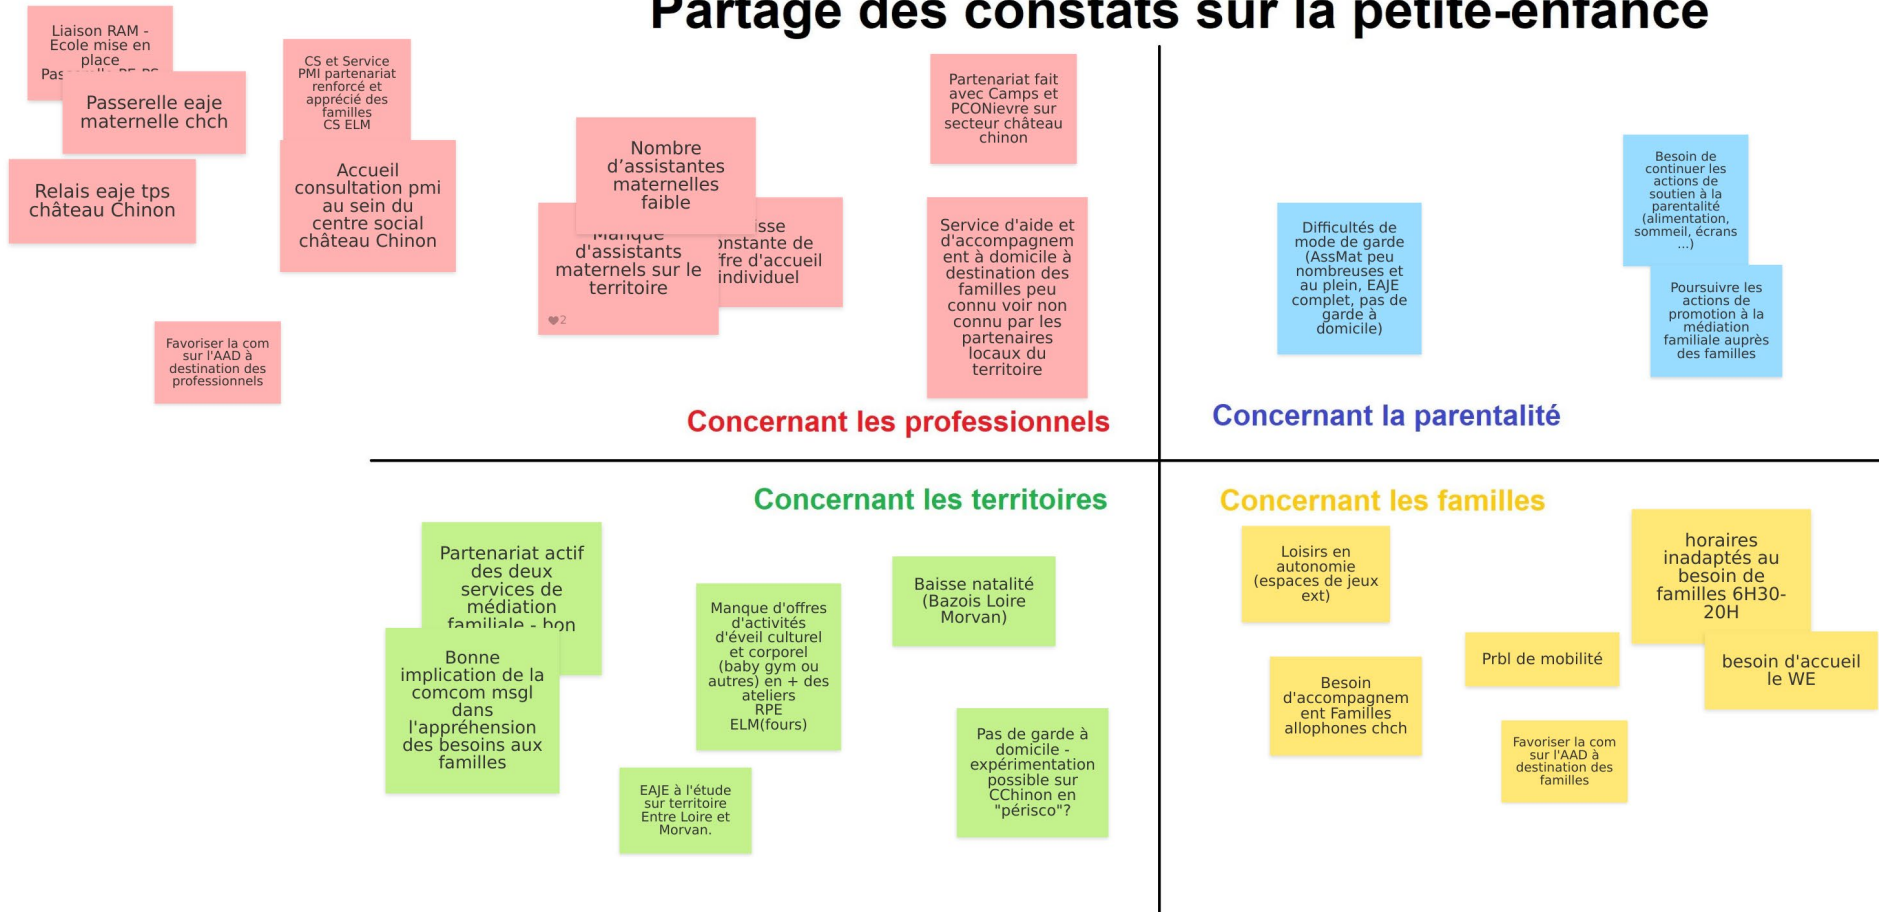 Partage des constats sur la petite-enfance
Liaison RAM -
Ecole mise en
place
Passerelle eaje
maternelle chch
Relais eaje tps
château Chinon
CS et Service
PMI partenariat
renforcé et
apprécié des
familles
CS ELM
Accueil
consultation pmi
au sein du
centre social
château Chinon
Favoriser la com
sur l'AAD à
destination des
professionnels
Nombre
d’assistantes
maternelles
faible
Manque
d'assistants
maternels sur le
territoire
2
de
d'accueil
individuel
Partenariat fait
avec Camps et
PCONievre sur
secteur château
chinon
Service d'aide et
d'accompagnem
ent à domicile à
destination des
familles peu
connu voir non
connu par les
partenaires
locaux du
territoire
Concernant les professionnels
Difficultés de
mode de garde
(AssMat peu
nombreuses et
au plein, EAJE
complet, pas de
garde à
domicile)
Besoin de
continuer les
actions de
soutien à la
parentalité
(alimentation,
sommeil, écrans
...)
Poursuivre les
actions de
promotion à la
médiation
familiale auprès
des familles
Concernant la parentalité
Concernant les territoires
Partenariat actif
des deux
services de
médiation
familiale - bon
Bonne
implication de la
comcom msgl
dans
l'appréhension
des besoins aux
familles
Manque d'offres
d'activités
d'éveil culturel
et corporel
(baby gym ou
autres) en + des
ateliers
RPE
ELM(fours)
EAJE à l'étude
sur territoire
Entre Loire et
Morvan.
Baisse natalité
(Bazois Loire
Morvan)
Pas de garde à
domicile -
expérimentation
possible sur
CChinon en
"périsco"?
Concernant les familles
Loisirs en
autonomie
(espaces de jeux
ext)
Besoin
d'accompagnem
ent Familles
allophones chch
Prbl de mobilité
Favoriser la com
sur l'AAD à
destination des
familles
horaires
inadaptés au
besoin de
familles 6H30-
20H
besoin d'accueil
le WE